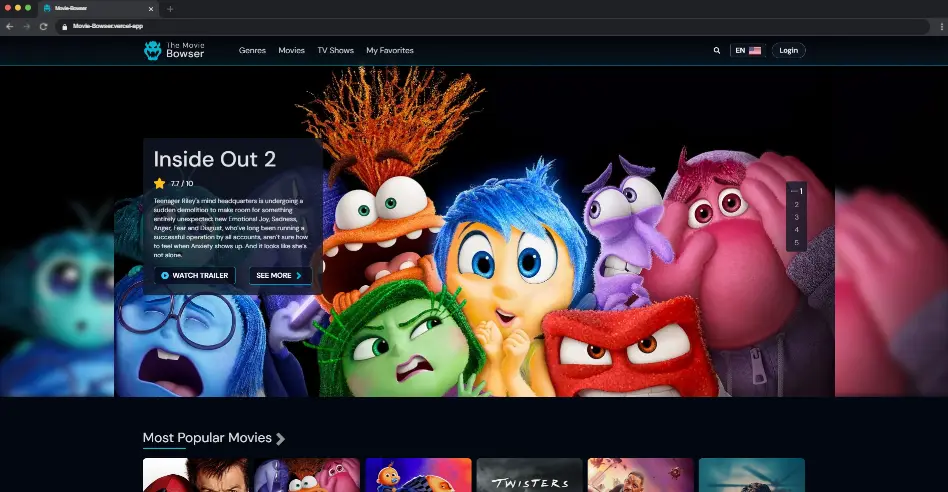 Movie-Bowser
Movie-Bowser.vercel-app
The Movie
Bowser
Genres
Movies
TV Shows
My Favorites
EN
Login
Inside Out 2
7.7 / 10
Teenager Riley's mind headquarters is undergoing a
sudden demolition to make room for something
entirely unexpected: new Emotions! Joy, Sadness,
Anger, Fear and Disgust, who've long been running a
successful operation by all accounts, aren't sure how
to feel when Anxiety shows up. And it looks like she's
not alone.
WATCH TRAILER
SEE MORE
1
2
3
4
5
Most Popular Movies
TWISTERS